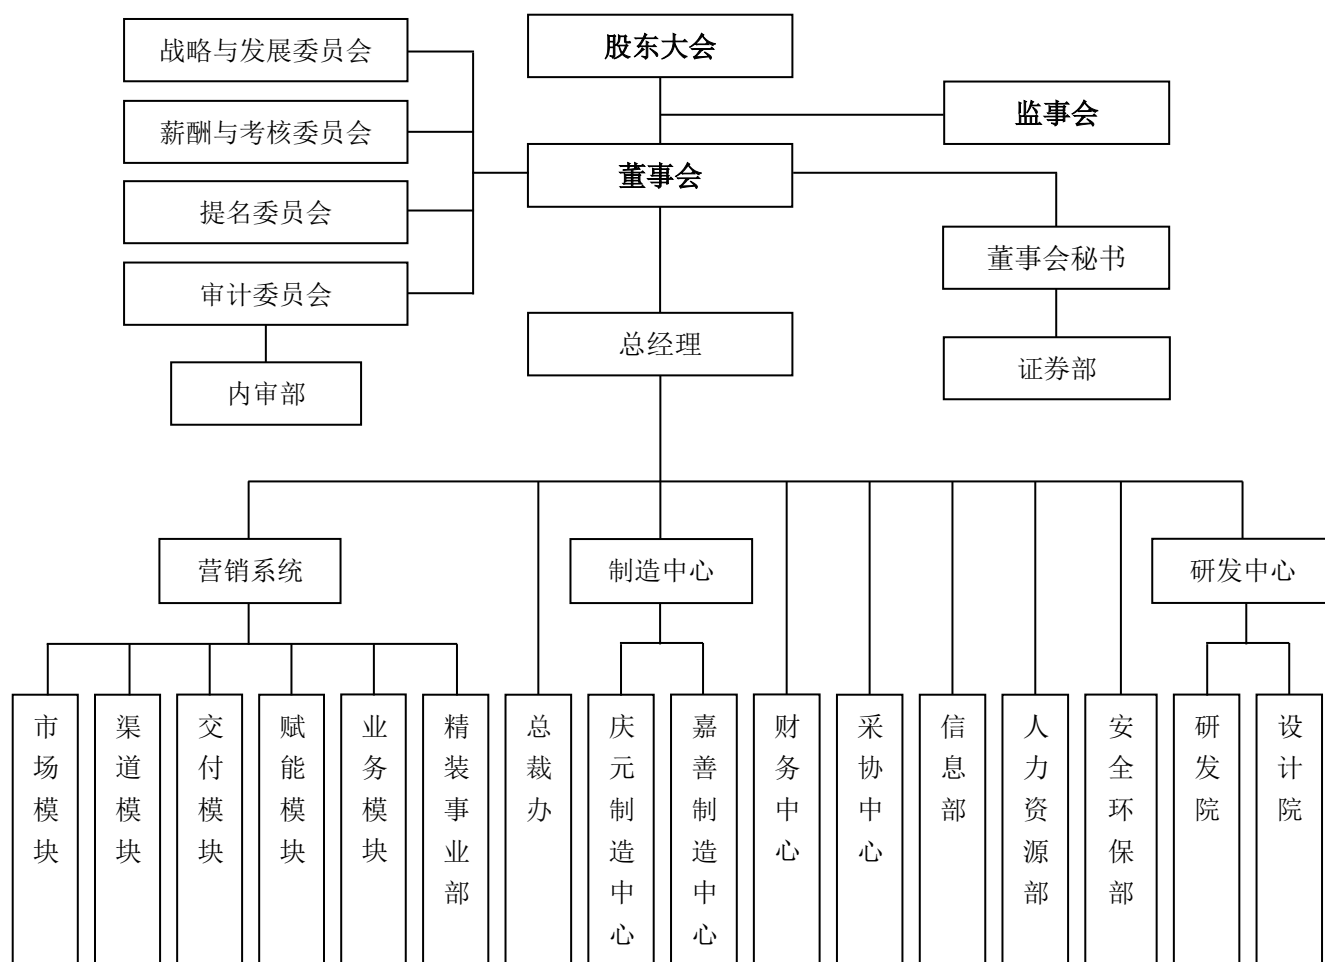 战略与发展委员会
股东大会
薪酬与考核委员会
监事会
董事会
提名委员会
董事会秘书
审计委员会
总经理
证券部
内审部
营销系统
制造中心
研发中心
市场模块
渠道模块
交付模块
赋能模块
业务模块
精装事业部
总裁办
庆元制造中心
嘉善制造中心
财务中心
采协中心
信息部
人力资源部
安全环保部
研发院
设计院